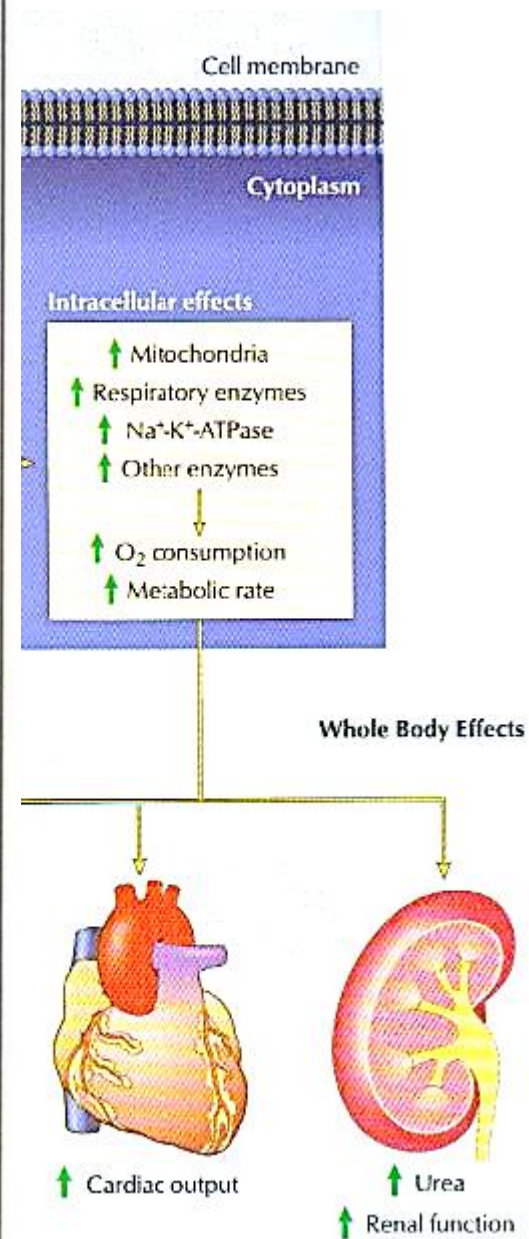 Cell membrane
Cytoplasm
Intracellular effects
↑ Mitochondria
↑ Respiratory enzymes
↑ Na⁺-K⁺-ATPase
↑ Other enzymes
↑ O₂ consumption
↑ Metabolic rate
Whole Body Effects
↑ Cardiac output
↑ Urea
↑ Renal function